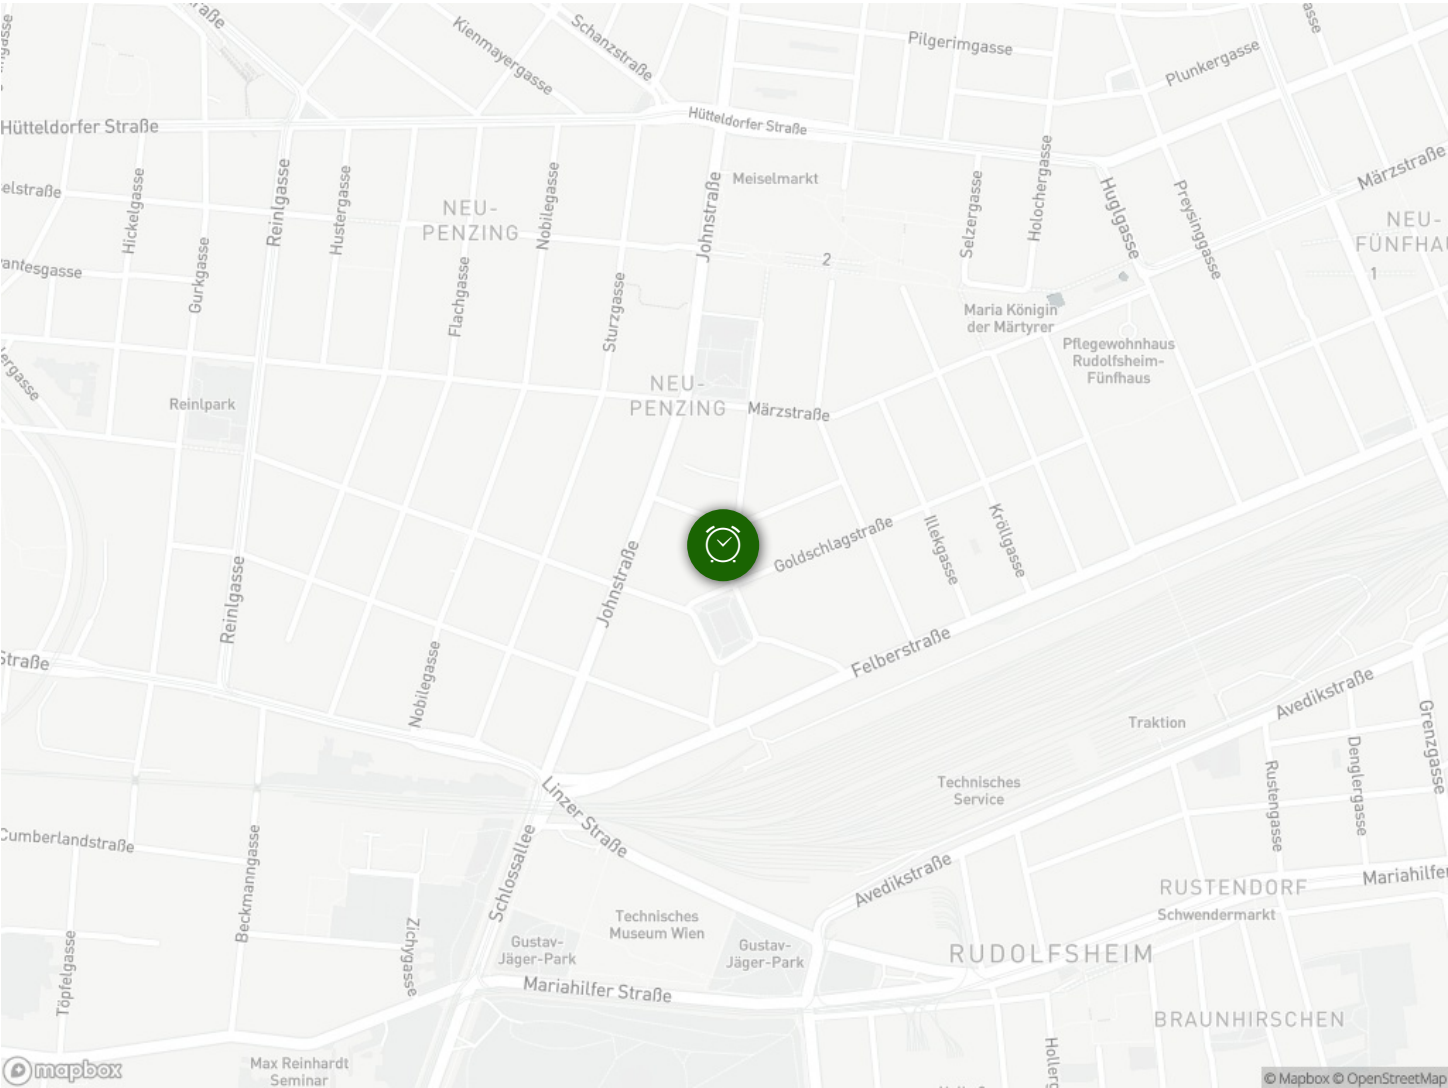 Kienmayergasse
Schanzstraße
Pilgerimgasse
Plunkergasse
Hütteldorfer Straße
Hütteldorfer Straße
Märzstraße
Meiselmarkt
Hickelgasse
Reinlgasse
Hustergasse
NEU-
PENZING
Nobilegasse
Johnstraße
Selzergasse
Holochergasse
Huglgasse
Preysinggasse
NEU-
Gurkgasse
Flachgasse
Sturzgasse
2
1
Maria Königin
der Märtyrer
Pflegewohnhaus
Rudolfsheim-
Fünfhaus
Reinlpark
NEU-
PENZING
Märzstraße
Goldschlagstraße
Illekgasse
Kröllgasse
Reinlgasse
Johnstraße
Nobilegasse
Felberstraße
Straße
Avedikstraße
Traktion
Grenzgasse
Denglergasse
Rustengasse
Technisches
Service
Linzer Straße
Cumberlandstraße
Beckmanngasse
Schlossallee
Avedikstraße
RUSTENDORF
Schwendermarkt
Töpfelgasse
Zichygasse
Gustav-
Jäger-Park
Technisches
Museum Wien
Gustav-
Jäger-Park
RUDOLFSHEIM
Mariahilfer Straße
BRAUNHIRSCHEN
Max Reinhardt
Seminar
mapbox
© Mapbox © OpenStreetMap